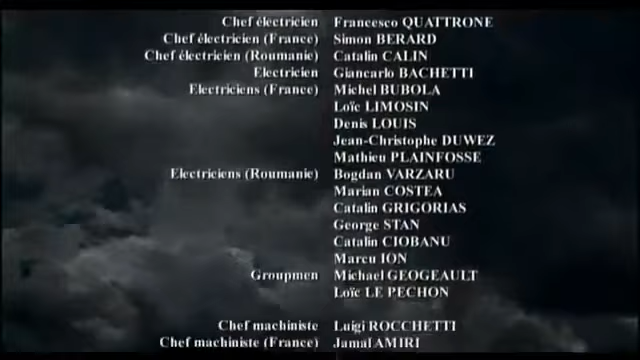 Chef électricien Francesco QUATTRONE
Chef électricien (France) Simon BERARD
Chef électricien (Roumanie) Catalin CALIN
Electricien Giancarlo BACHETTI
Electriciens (France) Michel BUBOLA
Loïc LIMOSIN
Denis LOUIS
Jean-Christophe DUWEZ
Mathieu PLAINFOSSE
Electriciens (Roumanie) Bogdan VARZARU
Marian COSTEA
Catalin GRIGORIAS
George STAN
Catalin CIOBANU
Marcu ION
Groupmen Michael GEOGEAULT
Loïc LE PECHON
Chef machiniste Luigi ROCCHETTI
Chef machiniste (France) Jamal AMIRI